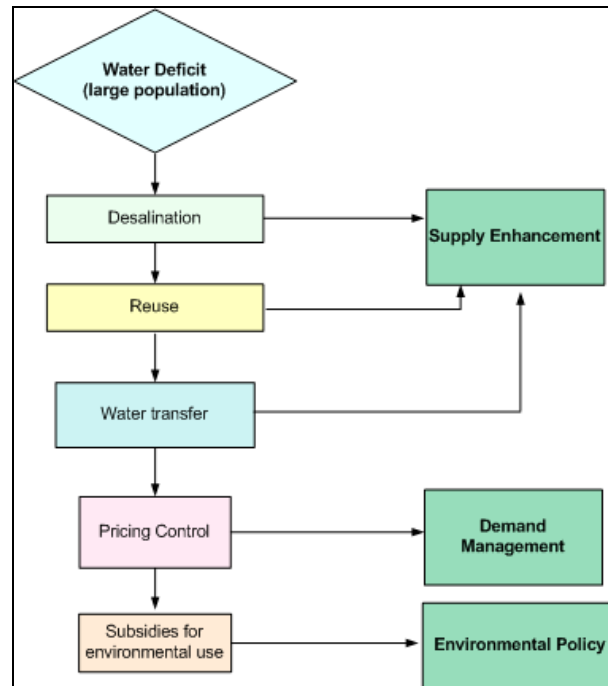 Water Deficit
(large population)
Desalination
Supply Enhancement
Reuse
Water transfer
Pricing Control
Demand
Management
Subsidies for
environmental use
Environmental Policy